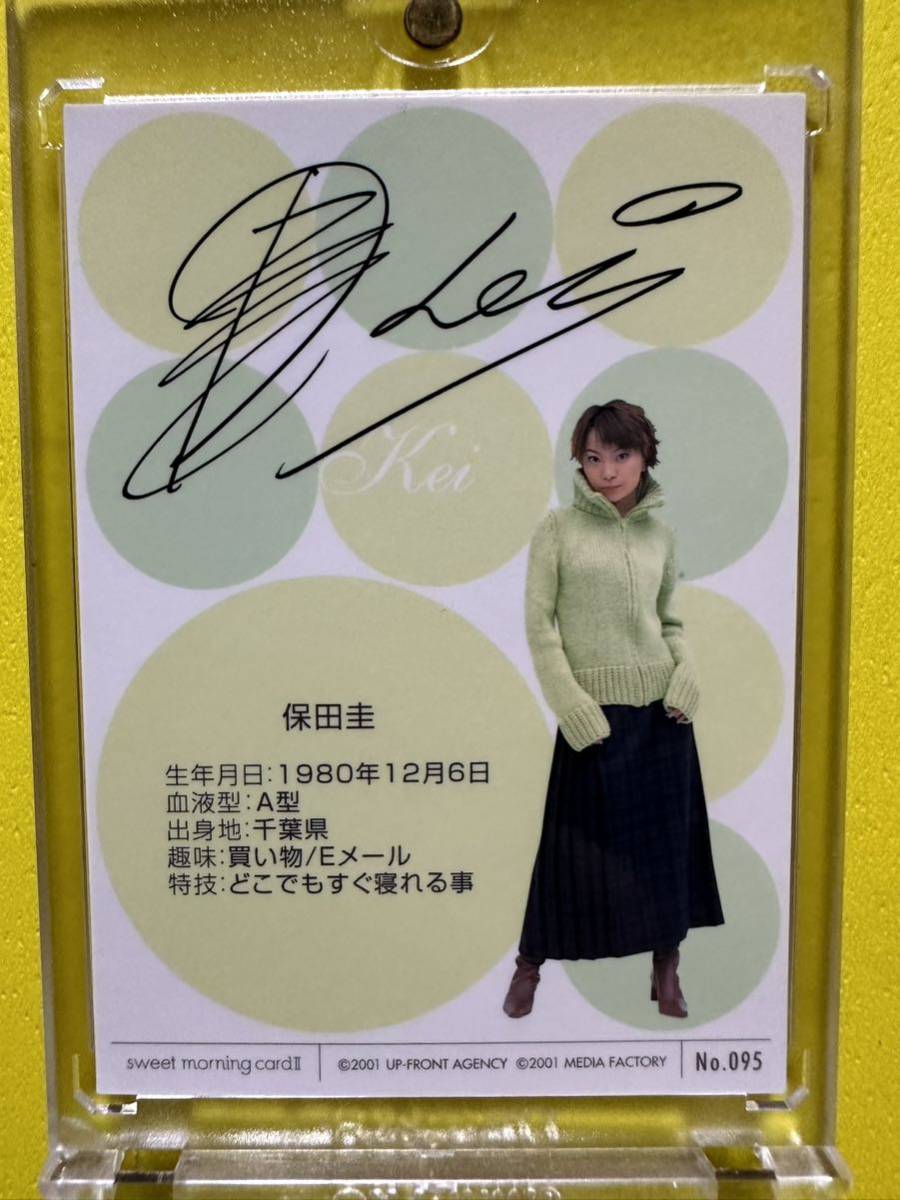 Kei
保田圭
生年月日:1980年12月6日
血液型:A型
出身地:千葉県
趣味:買い物/Eメール
特技:どこでもすぐ寝れる事
sweet morning card II
©2001 UP-FRONT AGENCY ©2001 MEDIA FACTORY
No.095